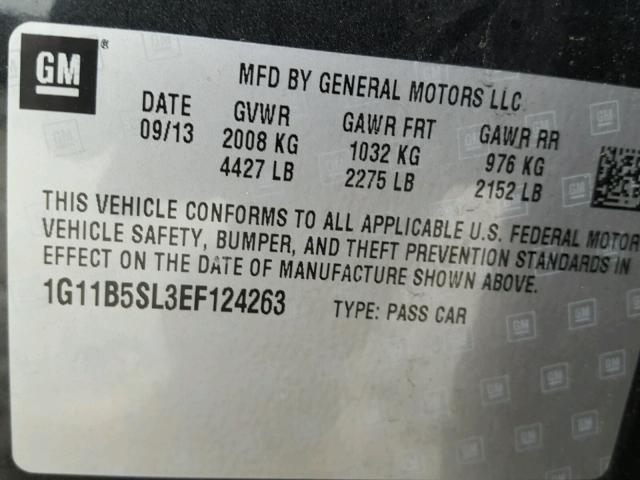 GM ®
MFD BY GENERAL MOTORS LLC
DATE GVWR GAWR FRT GAWR RR
09/13 2008 KG 1032 KG 976 KG
4427 LB 2275 LB 2152 LB
THIS VEHICLE CONFORMS TO ALL APPLICABLE U.S. FEDERAL MOTOR
VEHICLE SAFETY, BUMPER, AND THEFT PREVENTION STANDARDS IN
EFFECT ON THE DATE OF MANUFACTURE SHOWN ABOVE.
1G11B5SL3EF124263 TYPE: PASS CAR